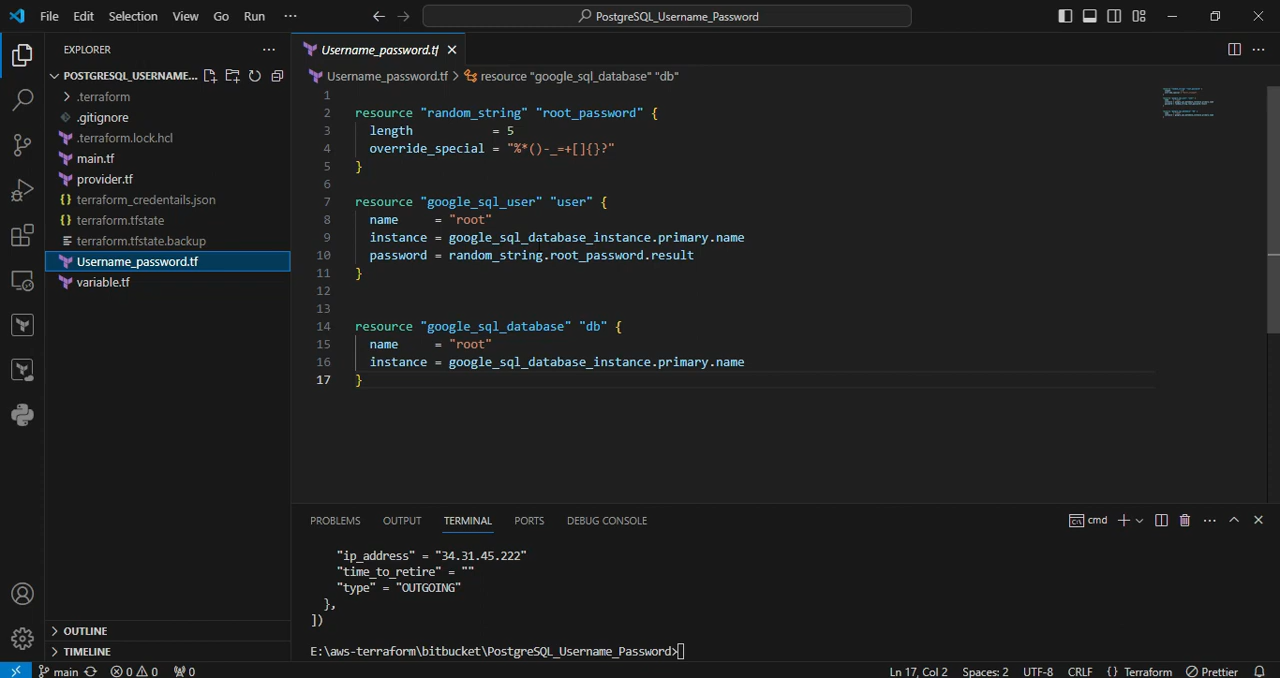 File Edit Selection View Go Run ··· PostgreSQL_Username_Password
EXPLORER ···
POSTGRESQL_USERNAME...
.terraform
.gitignore
.terraform.lock.hcl
main.tf
provider.tf
{} terraform_credentails.json
{} terraform.tfstate
terraform.tfstate.backup
Username_password.tf
variable.tf
OUTLINE
TIMELINE
Username_password.tf
Username_password.tf > resource "google_sql_database" "db"
1
2 resource "random_string" "root_password" {
3 length = 5
4 override_special = "%*()-_=+[]{}?"
5 }
6
7 resource "google_sql_user" "user" {
8 name = "root"
9 instance = google_sql_database_instance.primary.name
10 password = random_string.root_password.result
11 }
12
13
14 resource "google_sql_database" "db" {
15 name = "root"
16 instance = google_sql_database_instance.primary.name
17 }
PROBLEMS OUTPUT TERMINAL PORTS DEBUG CONSOLE cmd
"ip_address" = "34.31.45.222"
"time_to_retire" = ""
"type" = "OUTGOING"
},
])
E:\aws-terraform\bitbucket\PostgreSQL_Username_Password>
main 0 0 0 Ln 17, Col 2 Spaces: 2 UTF-8 CRLF {} Terraform Prettier